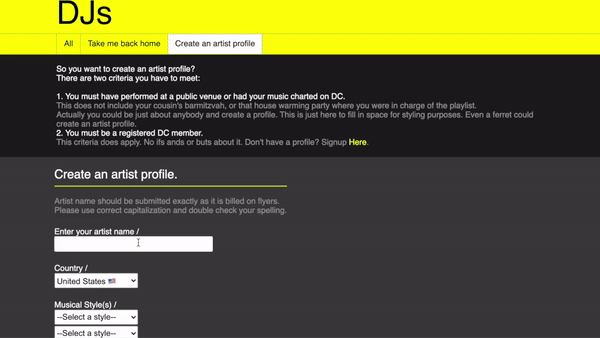 DJs
All
Take me back home
Create an artist profile
So you want to create an artist profile?
There are two criteria you have to meet:
1. You must have performed at a public venue or had your music charted on DC.
This does not include your cousin's barmitzvah, or that house warming party where you were in charge of the playlist.
Actually you could be just about anybody and create a profile. This is just here to fill in space for styling purposes. Even a ferret could
create an artist profile.
2. You must be a registered DC member.
This criteria does apply. No ifs ands or buts about it. Don't have a profile? Signup Here.
Create an artist profile.
Artist name should be submitted exactly as it is billed on flyers.
Please use correct capitalization and double check your spelling.
Enter your artist name /
Country /
United States 🇺🇸
Musical Style(s) /
--Select a style--
--Select a style--